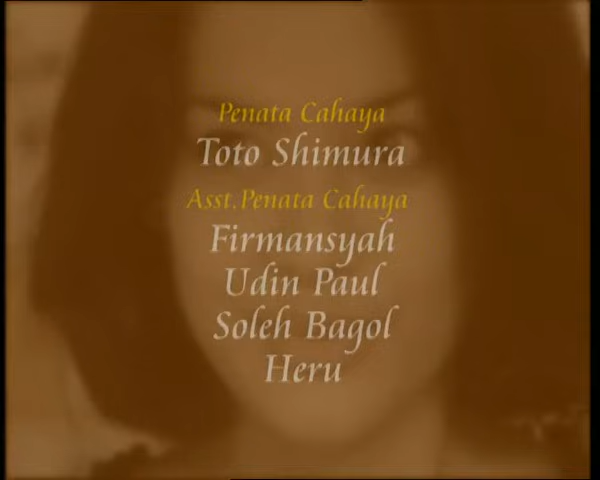 Penata Cahaya
Toto Shimura
Asst.Penata Cahaya
Firmansyah
Udin Paul
Soleh Bagol
Heru